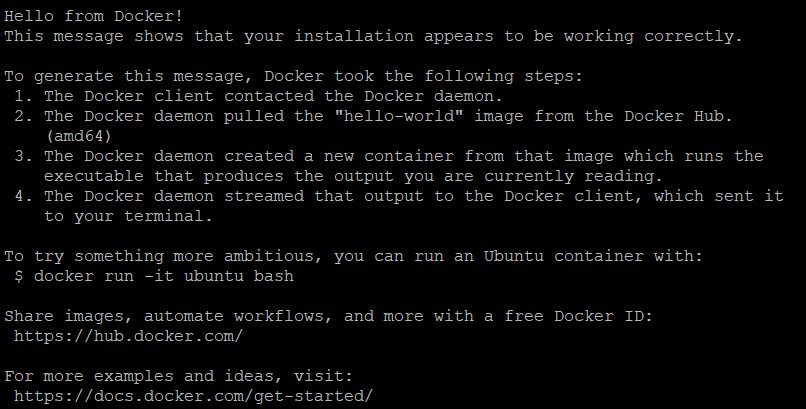 Hello from Docker!
This message shows that your installation appears to be working correctly.
To generate this message, Docker took the following steps:
1. The Docker client contacted the Docker daemon.
2. The Docker daemon pulled the "hello-world" image from the Docker Hub.
(amd64)
3. The Docker daemon created a new container from that image which runs the
executable that produces the output you are currently reading.
4. The Docker daemon streamed that output to the Docker client, which sent it
to your terminal.
To try something more ambitious, you can run an Ubuntu container with:
$ docker run -it ubuntu bash
Share images, automate workflows, and more with a free Docker ID:
https://hub.docker.com/
For more examples and ideas, visit:
https://docs.docker.com/get-started/